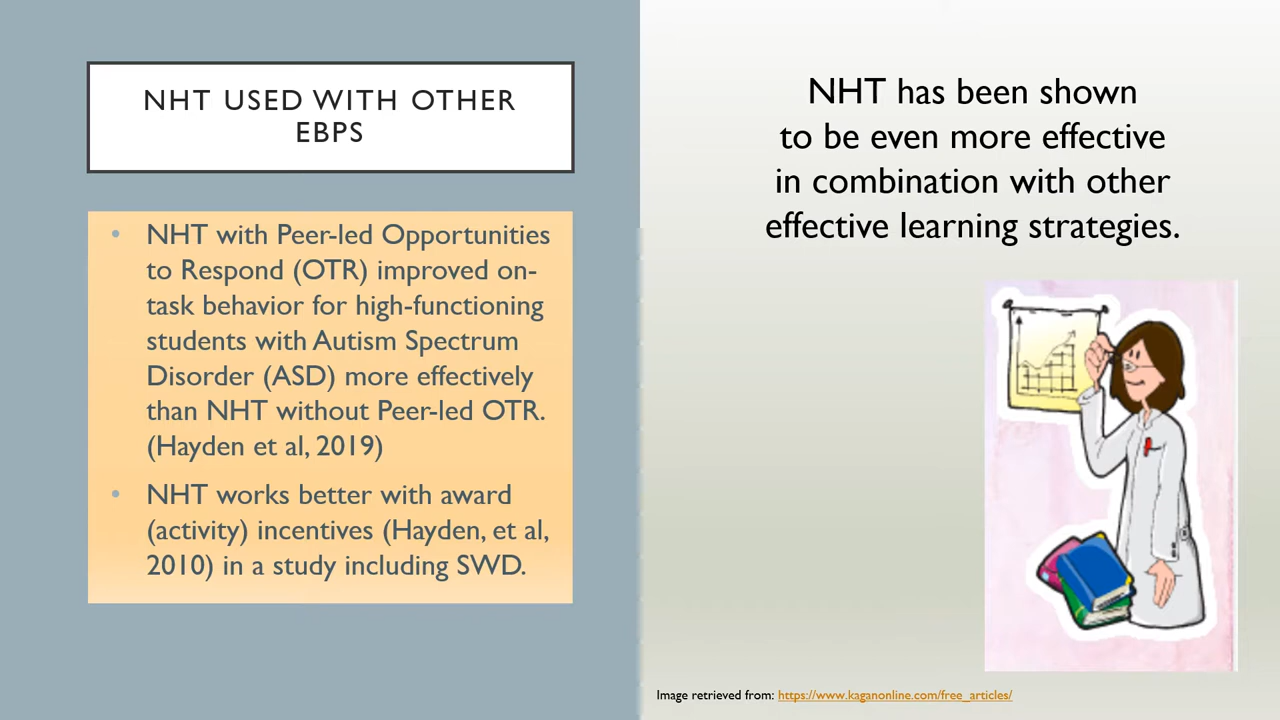 NHT USED WITH OTHER
EBPS
• NHT with Peer-led Opportunities
to Respond (OTR) improved on-
task behavior for high-functioning
students with Autism Spectrum
Disorder (ASD) more effectively
than NHT without Peer-led OTR.
(Hayden et al, 2019)
• NHT works better with award
(activity) incentives (Hayden, et al,
2010) in a study including SWD.
NHT has been shown
to be even more effective
in combination with other
effective learning strategies.
Image retrieved from: https://www.kaganonline.com/free_articles/